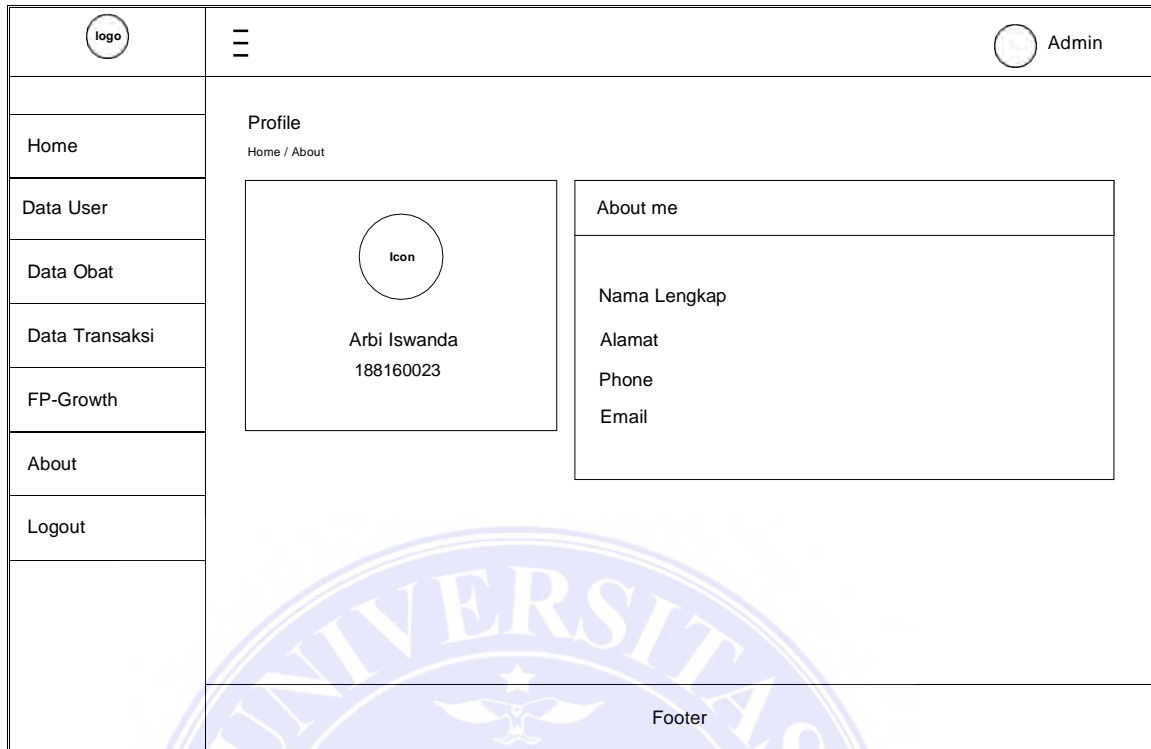 logo
Admin
Home
Data User
Data Obat
Data Transaksi
FP-Growth
About
Logout
Profile
Home / About
Icon
Arbi Iswanda
188160023
About me
Nama Lengkap
Alamat
Phone
Email
UNIVERSITAS
Footer